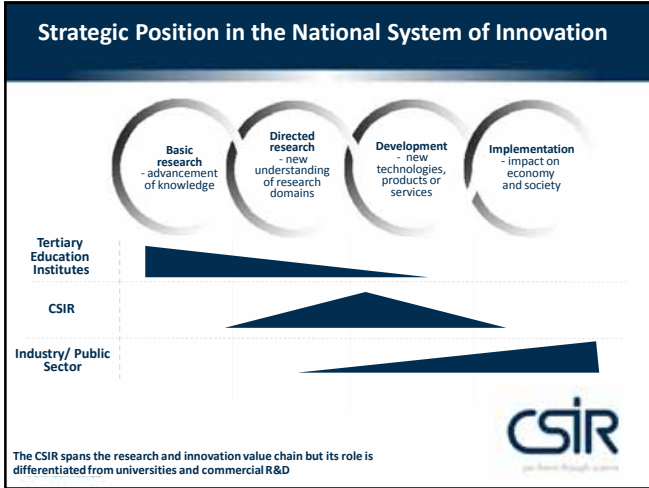 Strategic Position in the National System of Innovation
Basic
research
- advancement
of knowledge
Directed
research
- new
understanding
of research
domains
Development
- new
technologies,
products or
services
Implementation
- impact on
economy
and society
Tertiary
Education
Institutes
CSIR
Industry/ Public
Sector
CSIR
The CSIR spans the research and innovation value chain but its role is
differentiated from universities and commercial R&D